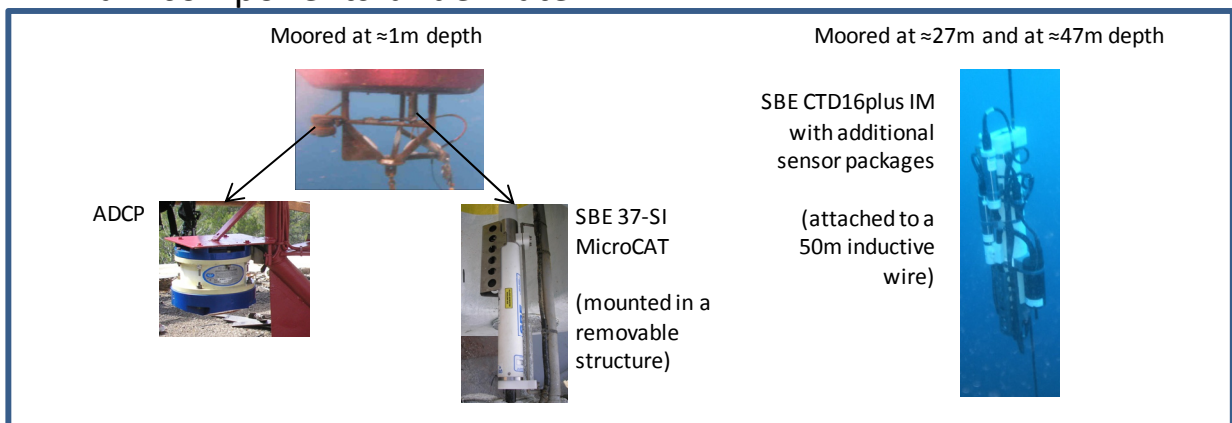 Moored at ≈1m depth
Moored at ≈27m and at ≈47m depth
SBE CTD16plus IM
with additional
sensor packages
(attached to a
50m inductive
wire)
ADCP
SBE 37-SI
MicroCAT
(mounted in a
removable
structure)